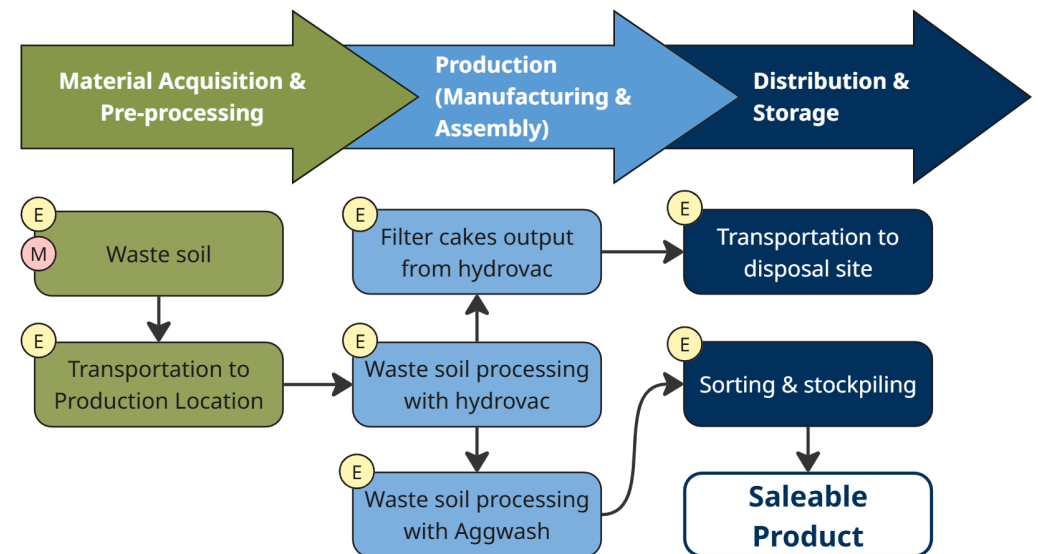 Material Acquisition &
Pre-processing
Production
(Manufacturing &
Assembly)
Distribution &
Storage
E
M
Waste soil
E
Transportation to
Production Location
E
Filter cakes output
from hydrovac
E
Waste soil processing
with hydrovac
E
Waste soil processing
with Aggwash
E
Transportation to
disposal site
E
Sorting & stockpiling
Saleable
Product